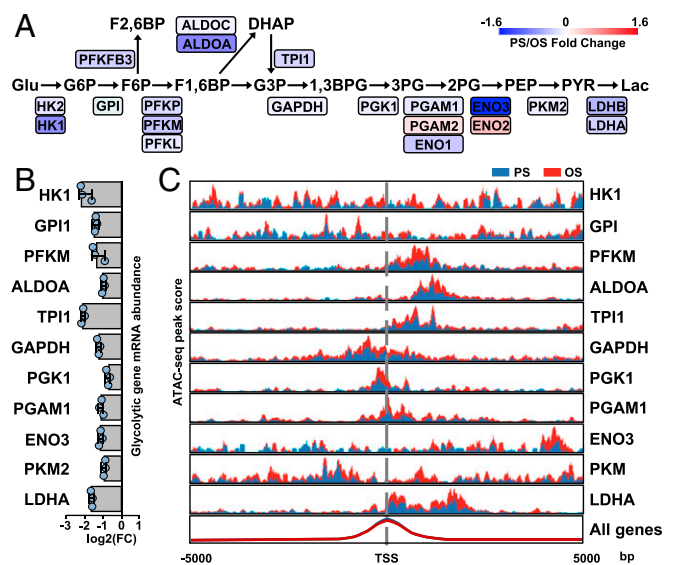 A
F2,6BP
ALDOC
DHAP
ALDOA
-1.6 0 1.6
PS/OS Fold Change
PFKFB3
TPI1
Glu G6P F6P F1,6BP G3P 1,3BPG 3PG 2PG PEP PYR Lac
HK2 GPI PFKP GAPDH PGK1 PGAM1 ENO3 PKM2 LDHB
HK1 PFKM PGAM2 ENO2 LDHA
PFKL ENO1
B
HK1
GPI1
PFKM
ALDOA
TPI1
GAPDH
PGK1
PGAM1
ENO3
PKM2
LDHA
-3 -2 -1 0 1
log2(FC)
Glycolytic gene mRNA abundance
C
PS OS
ATAC-seq peak score
HK1
GPI
PFKM
ALDOA
TPI1
GAPDH
PGK1
PGAM1
ENO3
PKM
LDHA
All genes
-5000 TSS 5000 bp